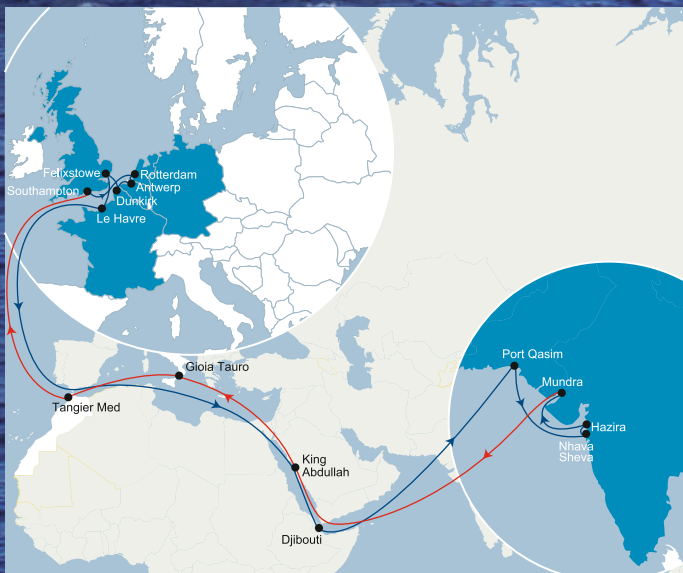 Felixstowe
Rotterdam
Antwerp
Southampton
Dunkirk
Le Havre
Port Qasim
Gioia Tauro
Mundra
Tangier Med
Hazira
Nhava
Sheva
King
Abdullah
Djibouti